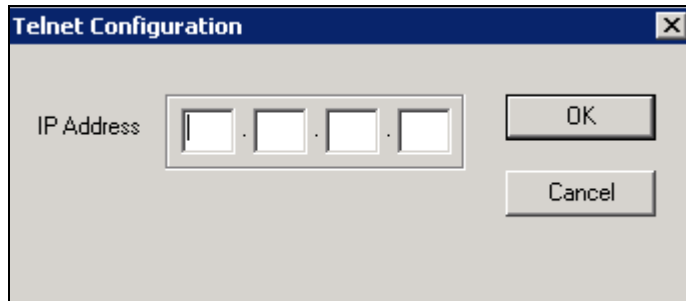 Telnet Configuration
IP Address . . . OK
Cancel